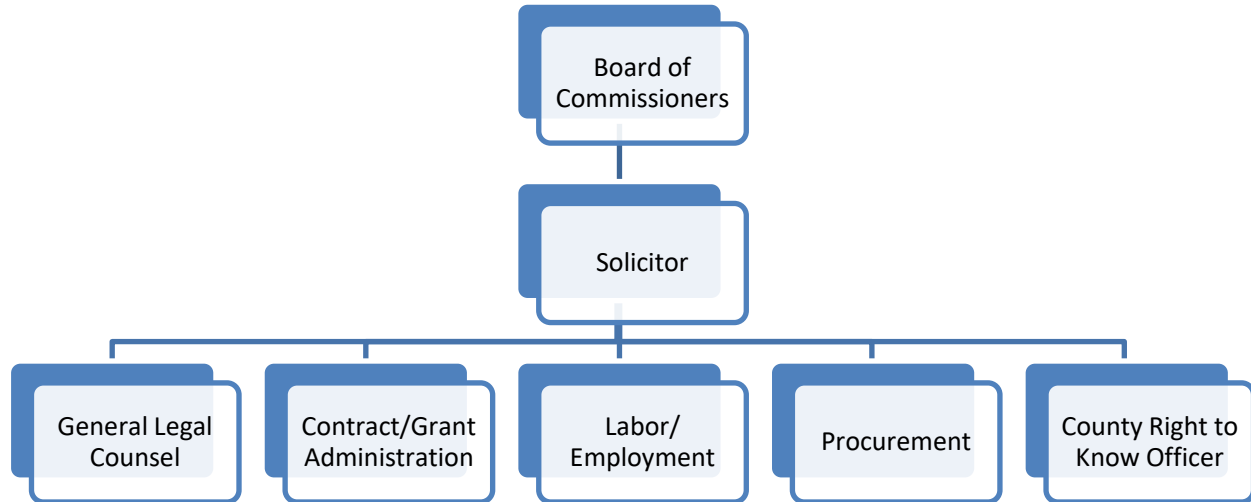 Board of
Commissioners
Solicitor
General Legal
Counsel
Contract/Grant
Administration
Labor/
Employment
Procurement
County Right to
Know Officer